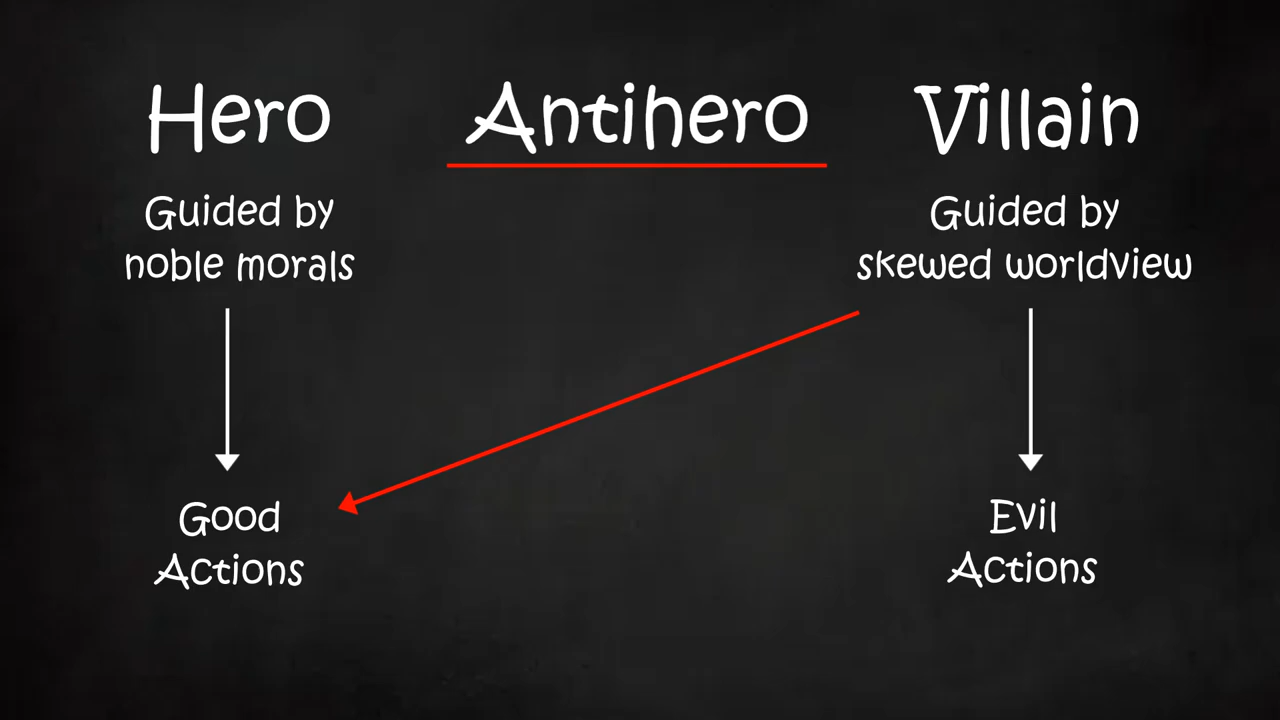 Hero
Antihero
Villain
Guided by
noble morals
Guided by
skewed worldview
Good
Actions
Evil
Actions